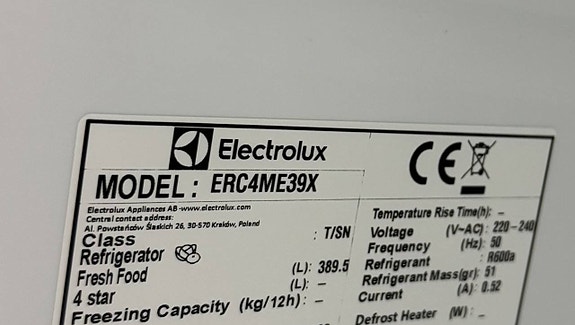 Electrolux
MODEL : ERC4ME39X
Electrolux Appliances AB -www.electrolux.com
Central contact address:
Al. Powstańców Śląskich 26, 30-570 Kraków, Poland
Class : T/SN
Refrigerator
Fresh Food (L): 389.5
4 star (L): –
Freezing Capacity (kg/12h): –
CE
Temperature Rise Time(h): –
Voltage (V~AC): 220-240
Frequency (Hz): 50
Refrigerant : R600a
Refrigerant Mass(gr): 51
Current (A): 0.52
Defrost Heater (W): –